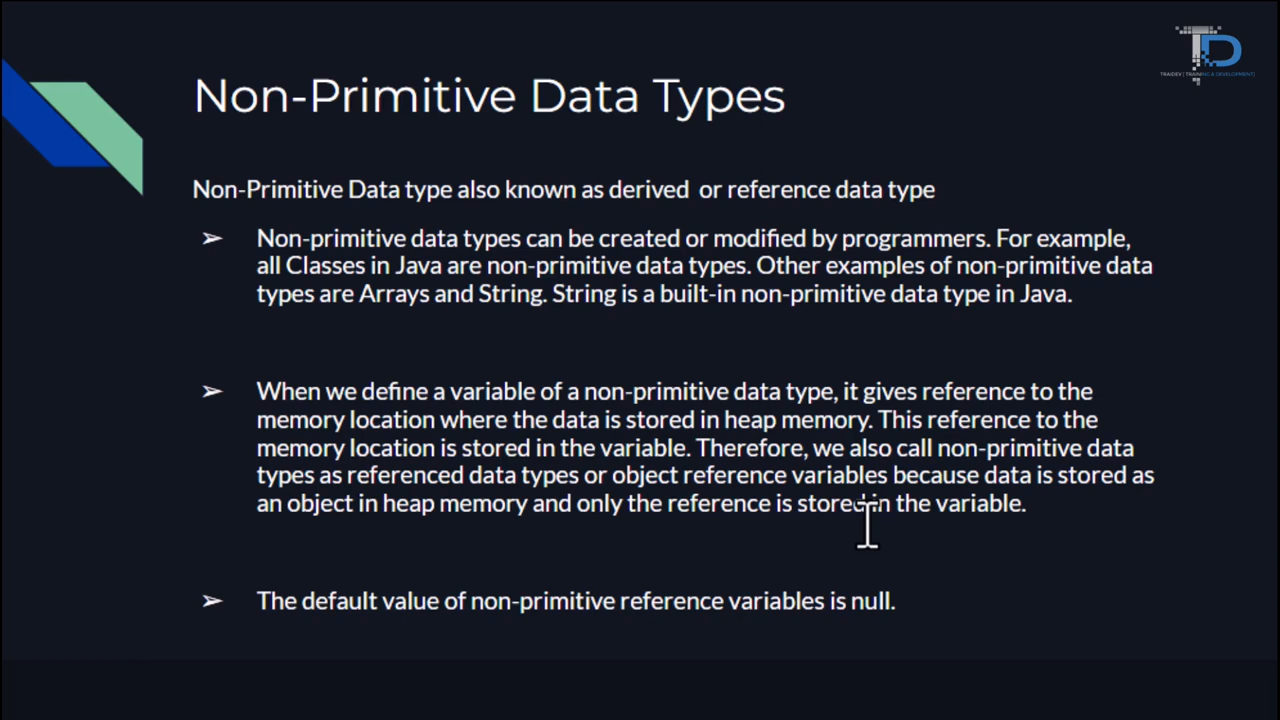 TRAIDEV [ TRAINING & DEVELOPMENT]
Non-Primitive Data Types
Non-Primitive Data type also known as derived or reference data type
➢ Non-primitive data types can be created or modified by programmers. For example,
all Classes in Java are non-primitive data types. Other examples of non-primitive data
types are Arrays and String. String is a built-in non-primitive data type in Java.
➢ When we define a variable of a non-primitive data type, it gives reference to the
memory location where the data is stored in heap memory. This reference to the
memory location is stored in the variable. Therefore, we also call non-primitive data
types as referenced data types or object reference variables because data is stored as
an object in heap memory and only the reference is stored in the variable.
➢ The default value of non-primitive reference variables is null.